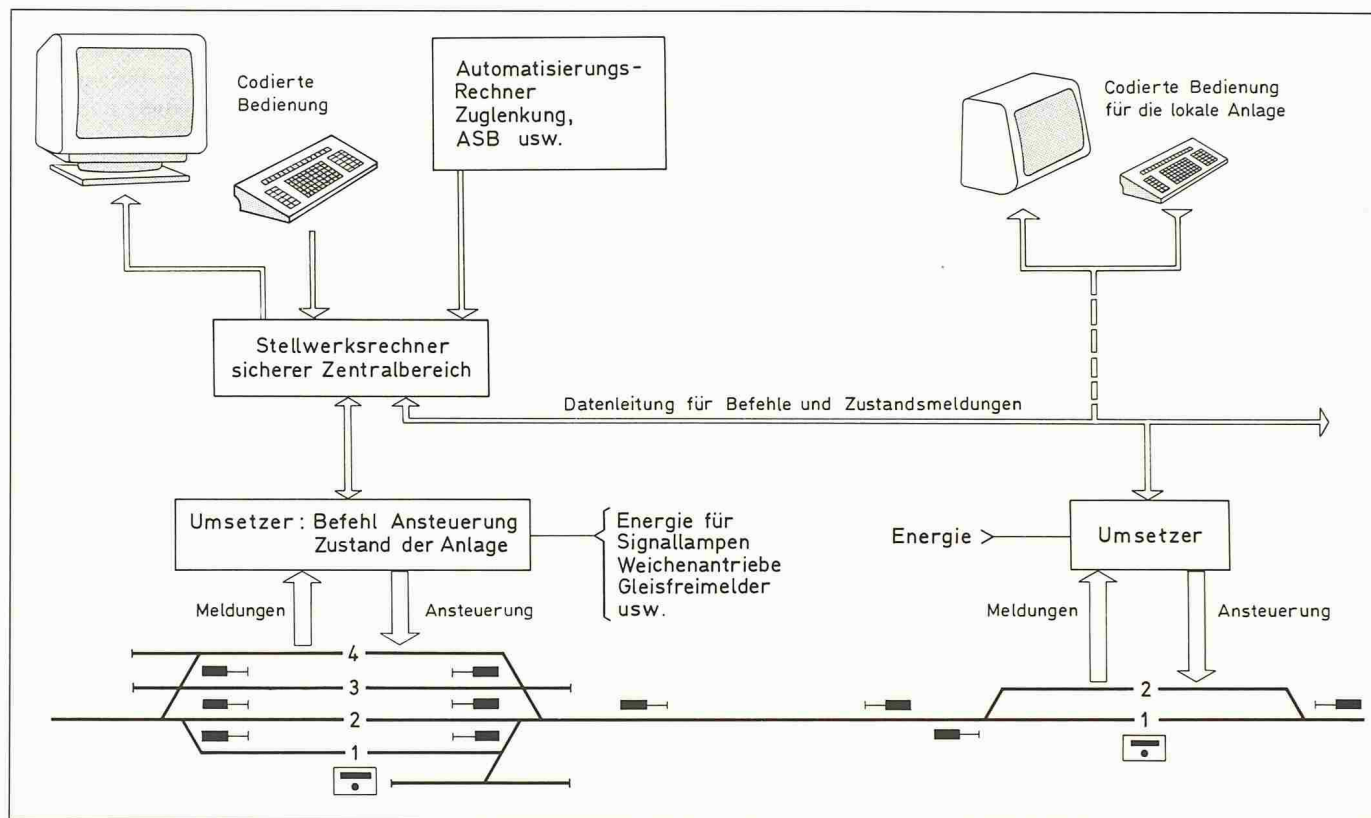 Codierte
Bedienung
Automatisierungs-
Rechner
Zuglenkung,
ASB usw.
Codierte Bedienung
für die lokale Anlage
Stellwerksrechner
sicherer Zentralbereich
Datenleitung für Befehle und Zustandsmeldungen
Umsetzer: Befehl Ansteuerung
Zustand der Anlage
Energie für
Signallampen
Weichenantriebe
Gleisfreimelder
usw.
Energie
Umsetzer
Meldungen
Ansteuerung
Meldungen
Ansteuerung
4
3
2
1
2
1